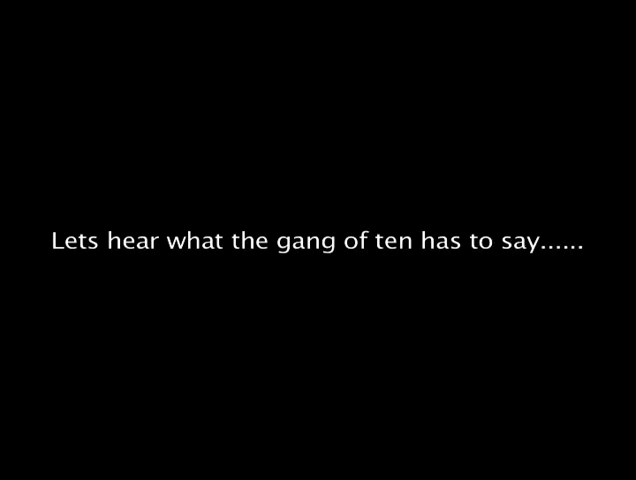 Lets hear what the gang of ten has to say......